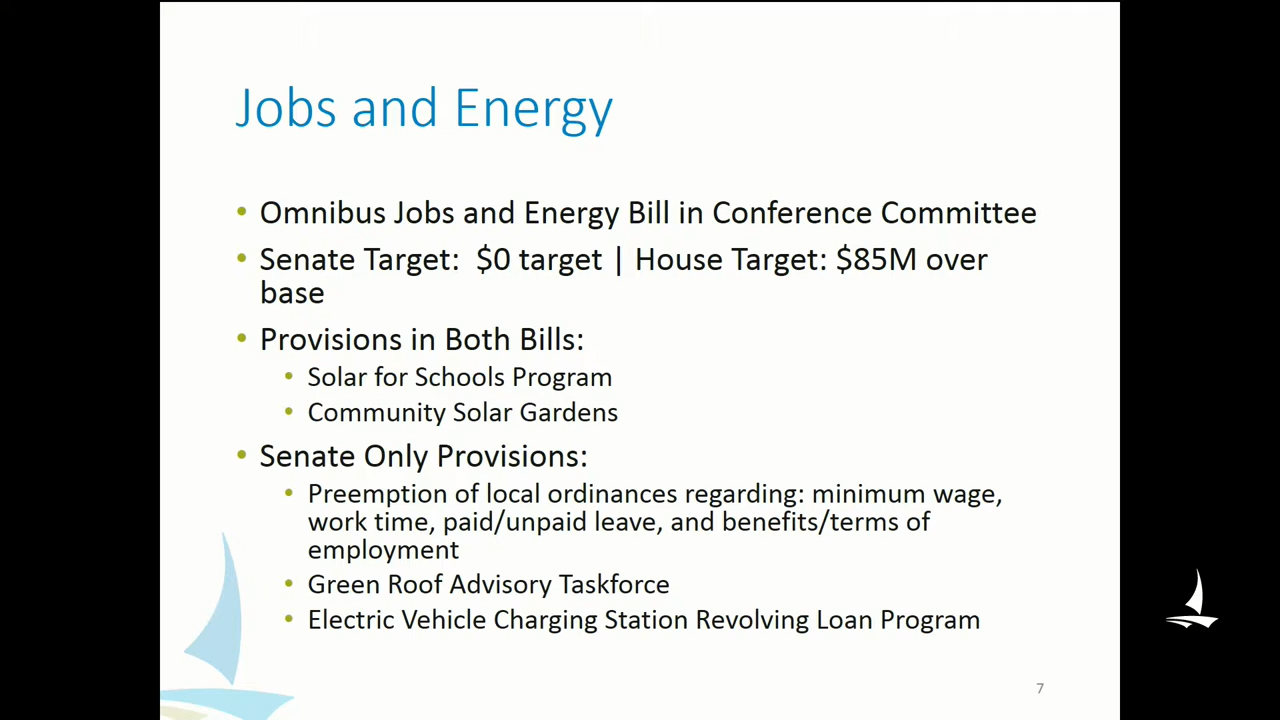 Jobs and Energy
• Omnibus Jobs and Energy Bill in Conference Committee
• Senate Target:  $0 target | House Target: $85M over
base
• Provisions in Both Bills:
• Solar for Schools Program
• Community Solar Gardens
• Senate Only Provisions:
• Preemption of local ordinances regarding: minimum wage,
work time, paid/unpaid leave, and benefits/terms of
employment
• Green Roof Advisory Taskforce
• Electric Vehicle Charging Station Revolving Loan Program
7